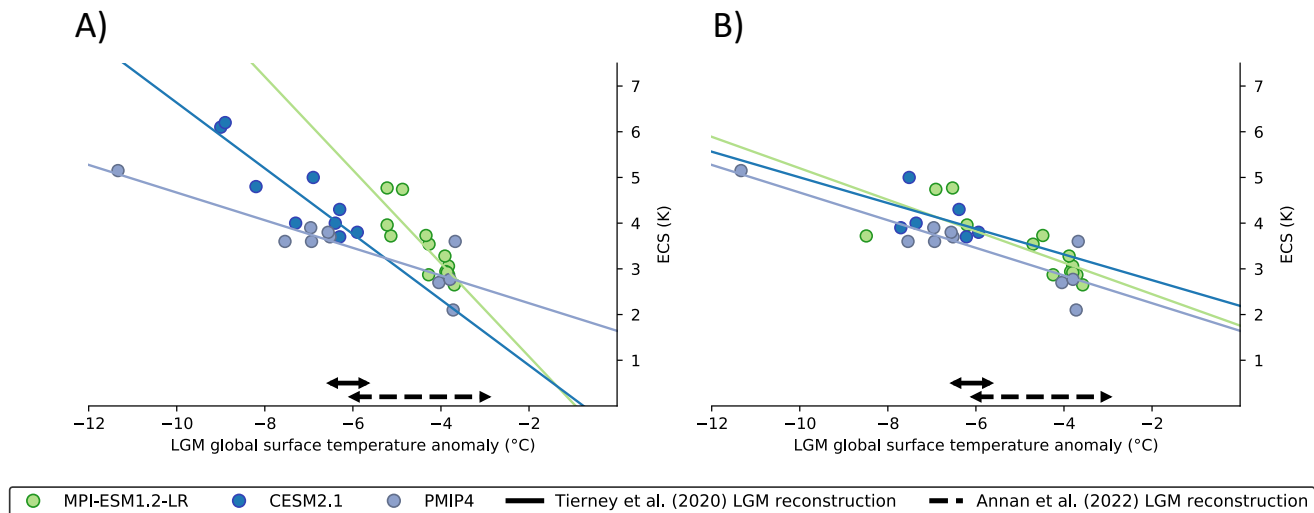 A)
B)
7
6
5
4
3
2
1
ECS (K)
−12 −10 −8 −6 −4 −2
LGM global surface temperature anomaly (°C)
7
6
5
4
3
2
1
ECS (K)
−12 −10 −8 −6 −4 −2
LGM global surface temperature anomaly (°C)
MPI-ESM1.2-LR CESM2.1 PMIP4 Tierney et al. (2020) LGM reconstruction Annan et al. (2022) LGM reconstruction